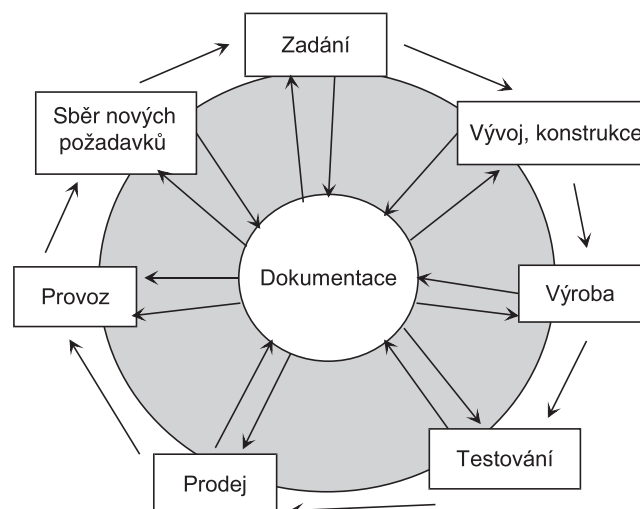 Zadání
Sběr nových
požadavků
Vývoj, konstrukce
Dokumentace
Provoz
Výroba
Testování
Prodej